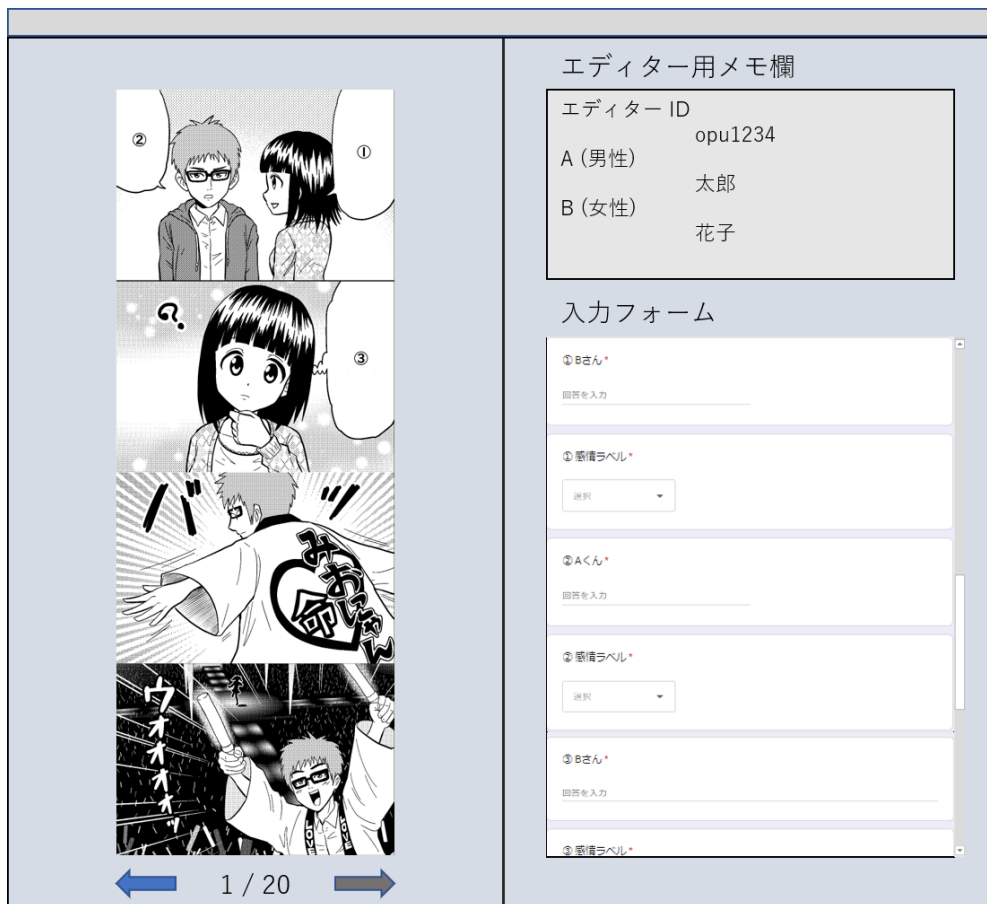 ②
①
?
③
バッ
みおにゃん
命
ウオオオオッ
LOVE
LOVE
1 / 20
エディター用メモ欄
エディター ID
opu1234
A (男性)
太郎
B (女性)
花子
入力フォーム
① Bさん*
回答を入力
① 感情ラベル*
選択
② Aくん*
回答を入力
② 感情ラベル*
選択
③ Bさん*
回答を入力
③ 感情ラベル*